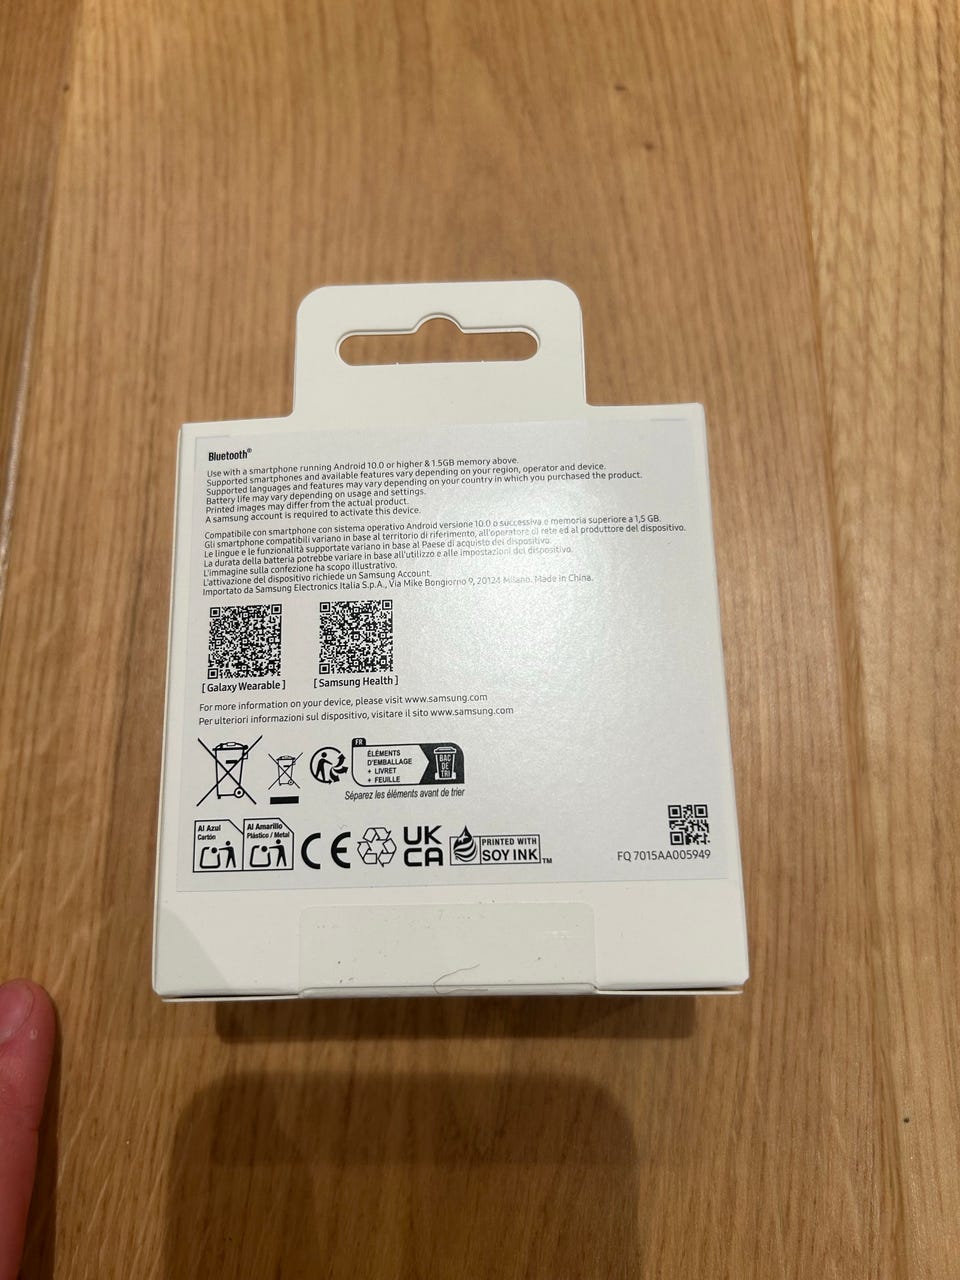 Bluetooth®
Use with a smartphone running Android 10.0 or higher & 1.5GB memory above.
Supported smartphones and available features vary depending on your region, operator and device.
Supported languages and features may vary depending on your country in which you purchased the product.
Battery life may vary depending on usage and settings.
Printed images may differ from the actual product.
A samsung account is required to activate this device.
Compatibile con smartphone con sistema operativo Android versione 10.0 o successiva e memoria superiore a 1,5 GB.
Gli smartphone compatibili variano in base al territorio di riferimento, all'operatore di rete ed al produttore del dispositivo.
Le lingue e le funzionalità supportate variano in base al Paese di acquisto del dispositivo.
La durata della batteria potrebbe variare in base all'utilizzo e alle impostazioni del dispositivo.
L'immagine sulla confezione ha scopo illustrativo.
L'attivazione del dispositivo richiede un Samsung Account.
Importato da Samsung Electronics Italia S.p.A., Via Mike Bongiorno 9, 20124 Milano. Made in China.
[ Galaxy Wearable ] [ Samsung Health ]
For more information on your device, please visit www.samsung.com
Per ulteriori informazioni sul dispositivo, visitare il sito www.samsung.com
FR
ÉLÉMENTS
D'EMBALLAGE
+ LIVRET
+ FEUILLE
BAC
DE
TRI
Séparez les éléments avant de trier
Al Azul
Cartón
Al Amarillo
Plástico / Metal
CE
UK
CA
PRINTED WITH
SOY INK™
FQ7015AA005949